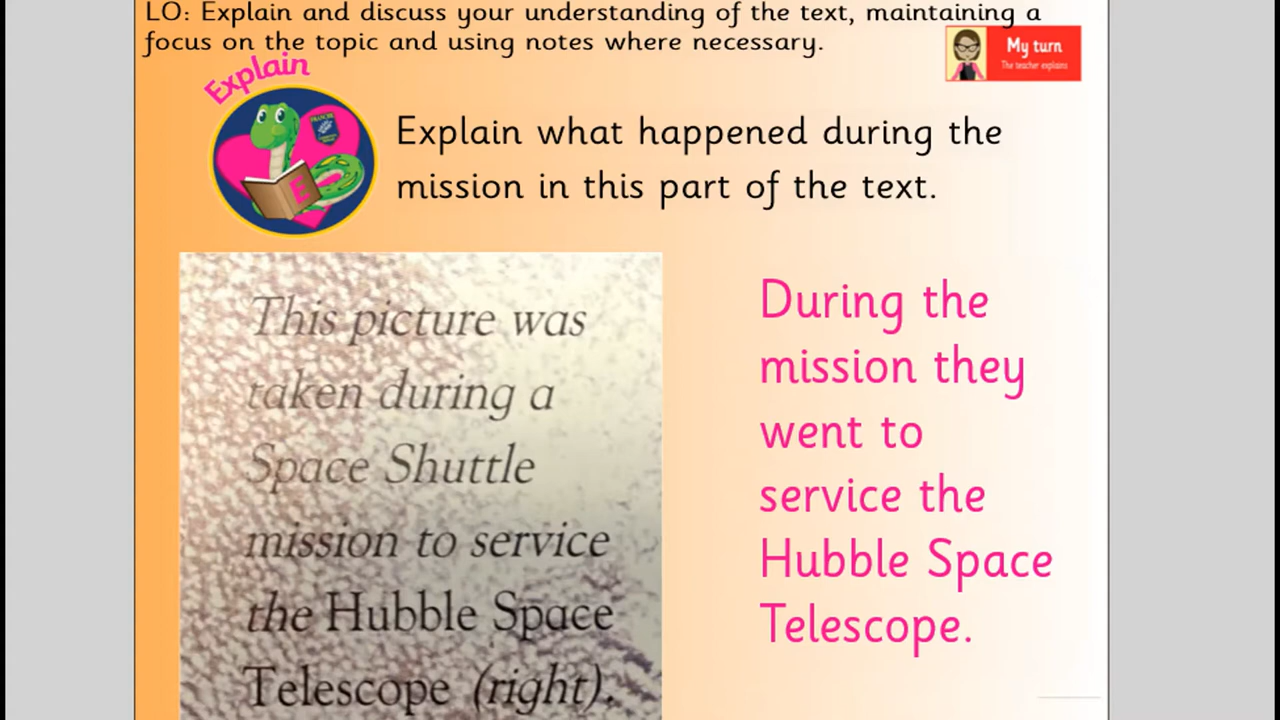 LO: Explain and discuss your understanding of the text, maintaining a
focus on the topic and using notes where necessary.
My turn
The teacher explains
Explain
E
Explain what happened during the
mission in this part of the text.
This picture was
taken during a
Space Shuttle
mission to service
the Hubble Space
Telescope (right).
During the
mission they
went to
service the
Hubble Space
Telescope.